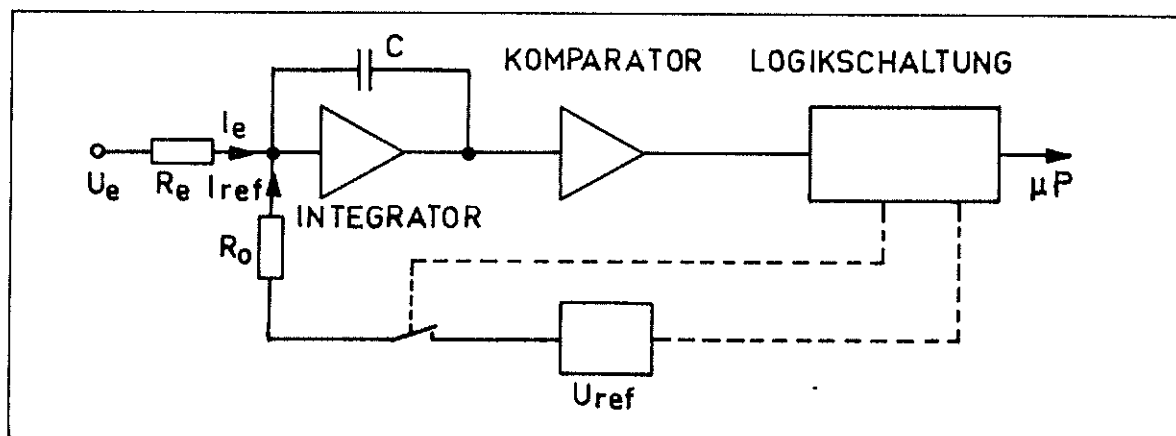 C
KOMPARATOR
LOGIKSCHALTUNG
Ie
Ue
Re
Iref
INTEGRATOR
µP
Ro
Uref